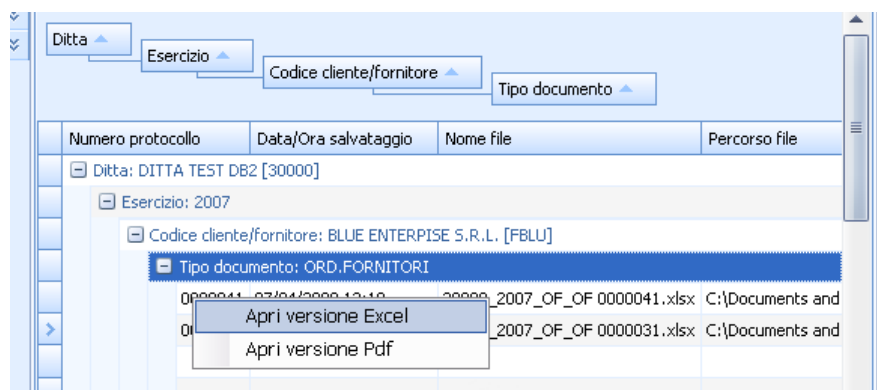 Ditta
Esercizio
Codice cliente/fornitore
Tipo documento
Numero protocollo Data/Ora salvataggio Nome file Percorso file
Ditta: DITTA TEST DB2 [30000]
Esercizio: 2007
Codice cliente/fornitore: BLUE ENTERPISE S.R.L. [FBLU]
Tipo documento: ORD.FORNITORI
0000041 _2007_OF_OF 0000041.xlsx C:\Documents and
Apri versione Excel
_2007_OF_OF 0000031.xlsx C:\Documents and
Apri versione Pdf